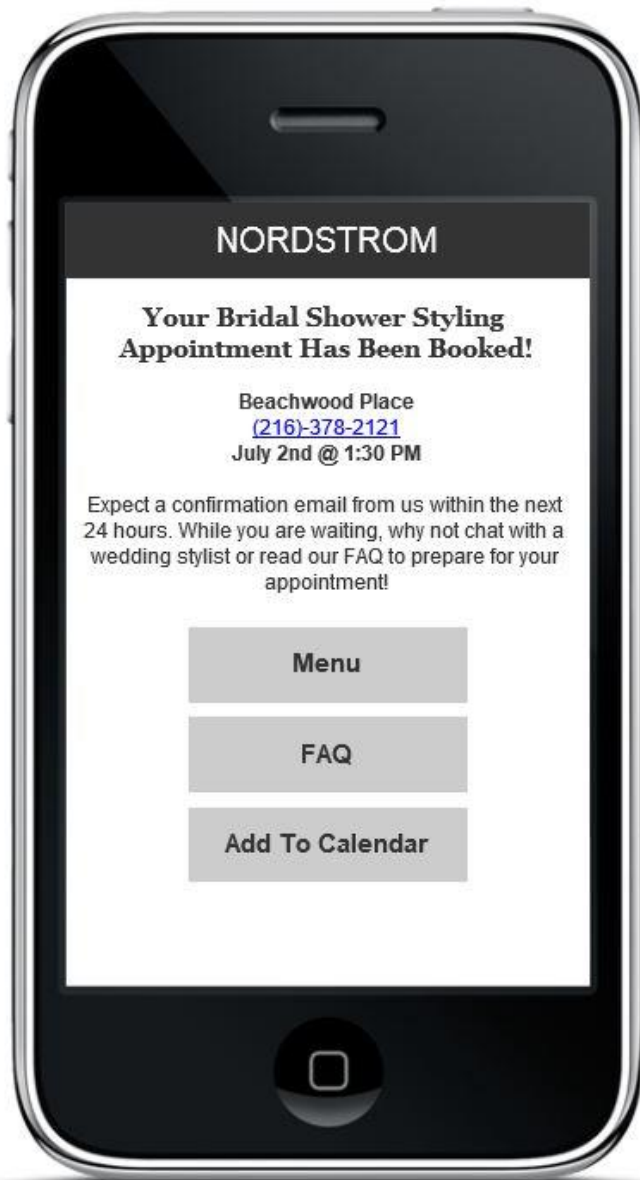 NORDSTROM
Your Bridal Shower Styling
Appointment Has Been Booked!
Beachwood Place
(216)-378-2121
July 2nd @ 1:30 PM
Expect a confirmation email from us within the next
24 hours. While you are waiting, why not chat with a
wedding stylist or read our FAQ to prepare for your
appointment!
Menu
FAQ
Add To Calendar